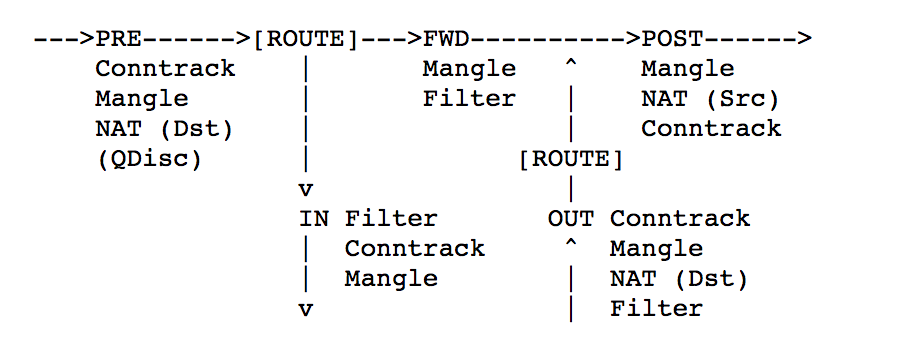 --->PRE------>[ROUTE]--->FWD---------->POST------>
    Conntrack    |       Mangle   ^    Mangle
    Mangle       |       Filter   |    NAT (Src)
    NAT (Dst)    |                |    Conntrack
    (QDisc)      |             [ROUTE]
                 v                |
                 IN Filter       OUT Conntrack
                 |  Conntrack     ^  Mangle
                 |  Mangle        |  NAT (Dst)
                 v                |  Filter